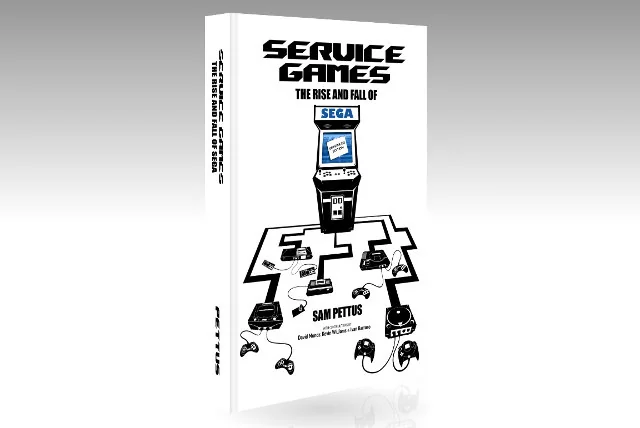 SERVICE
GAMES
THE RISE AND FALL OF
SEGA
SAM PETTUS
SERVICE GAMES
THE RISE AND FALL OF SEGA
PETTUS